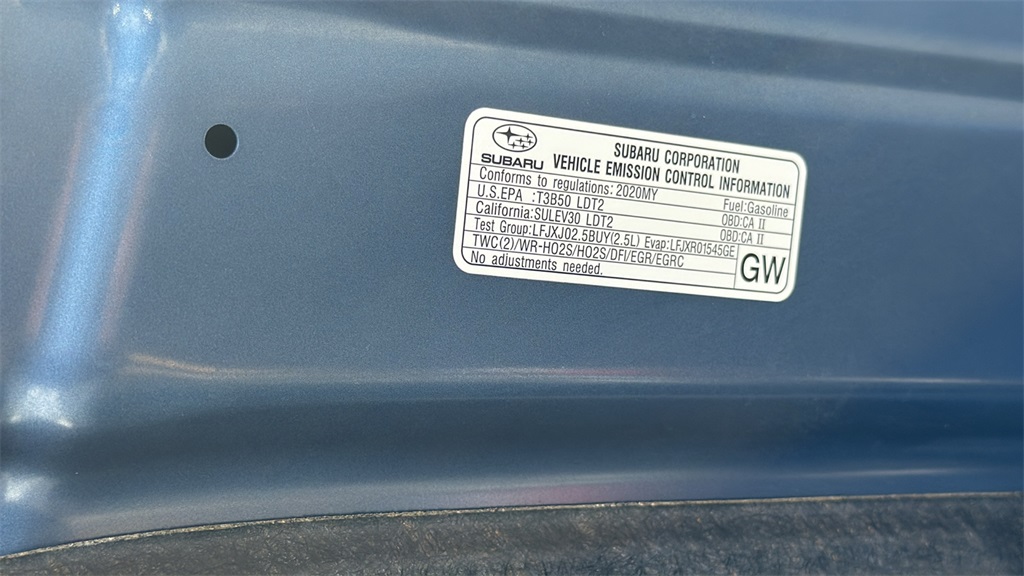 SUBARU
SUBARU CORPORATION
VEHICLE EMISSION CONTROL INFORMATION
Conforms to regulations: 2020MY Fuel:Gasoline
U.S.EPA :T3B50 LDT2 OBD:CA II
California:SULEV30 LDT2 OBD:CA II
Test Group:LFJXJ02.5BUY(2.5L) Evap:LFJXR01545GE
TWC(2)/WR-HO2S/HO2S/DFI/EGR/EGRC
No adjustments needed.
GW